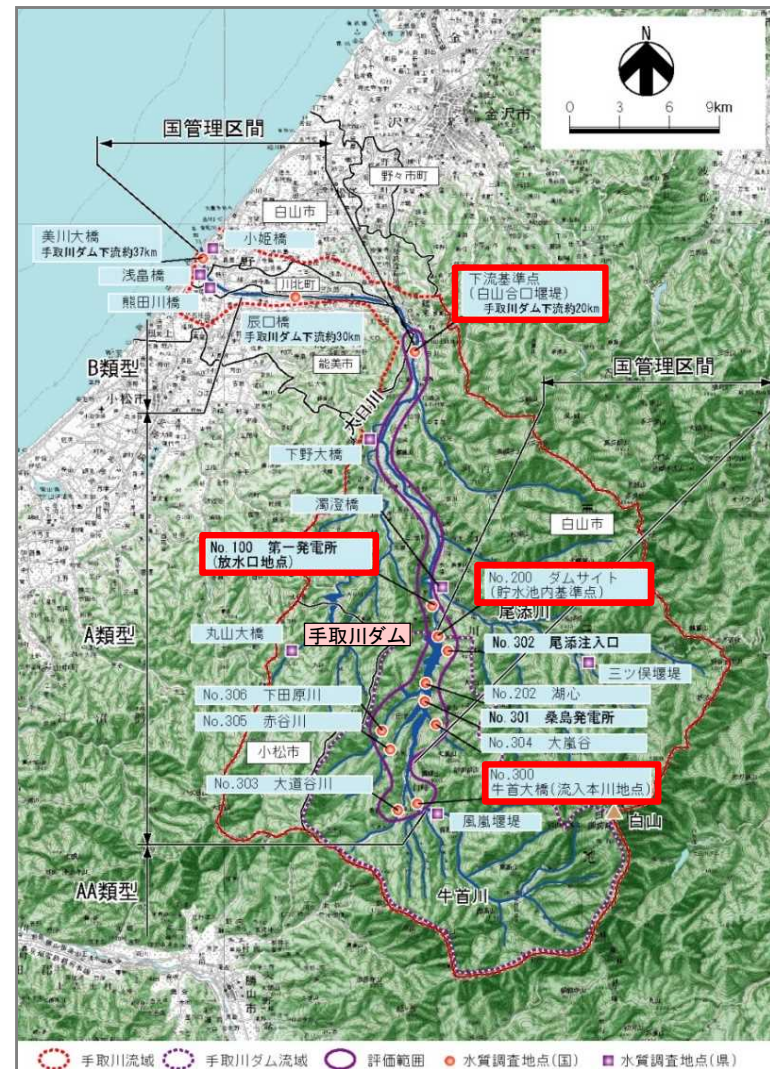 N
0 3 6 9km
金沢市
国管理区間
野々市町
白山市
美川大橋
手取川ダム下流約37km
小姫橋
浅畠橋
熊田川橋
川北町
下流基準点
(白山合口堰堤)
手取川ダム下流約20km
辰口橋
手取川ダム下流約30km
能美市
B類型
小松市
国管理区間
大日川
下野大橋
濁澄橋
白山市
No.100 第一発電所
(放水口地点)
No.200 ダムサイト
(貯水池内基準点)
尾添川
A類型
丸山大橋
手取川ダム
No.302 尾添注入口
三ツ俣堰堤
No.306 下田原川
No.202 湖心
No.305 赤谷川
No.301 桑島発電所
No.304 大嵐谷
小松市
No.303 大道谷川
No.300
牛首大橋(流入本川地点)
風嵐堰堤
白山
AA類型
牛首川
勝山市
手取川流域 手取川ダム流域 評価範囲 水質調査地点(国) 水質調査地点(県)